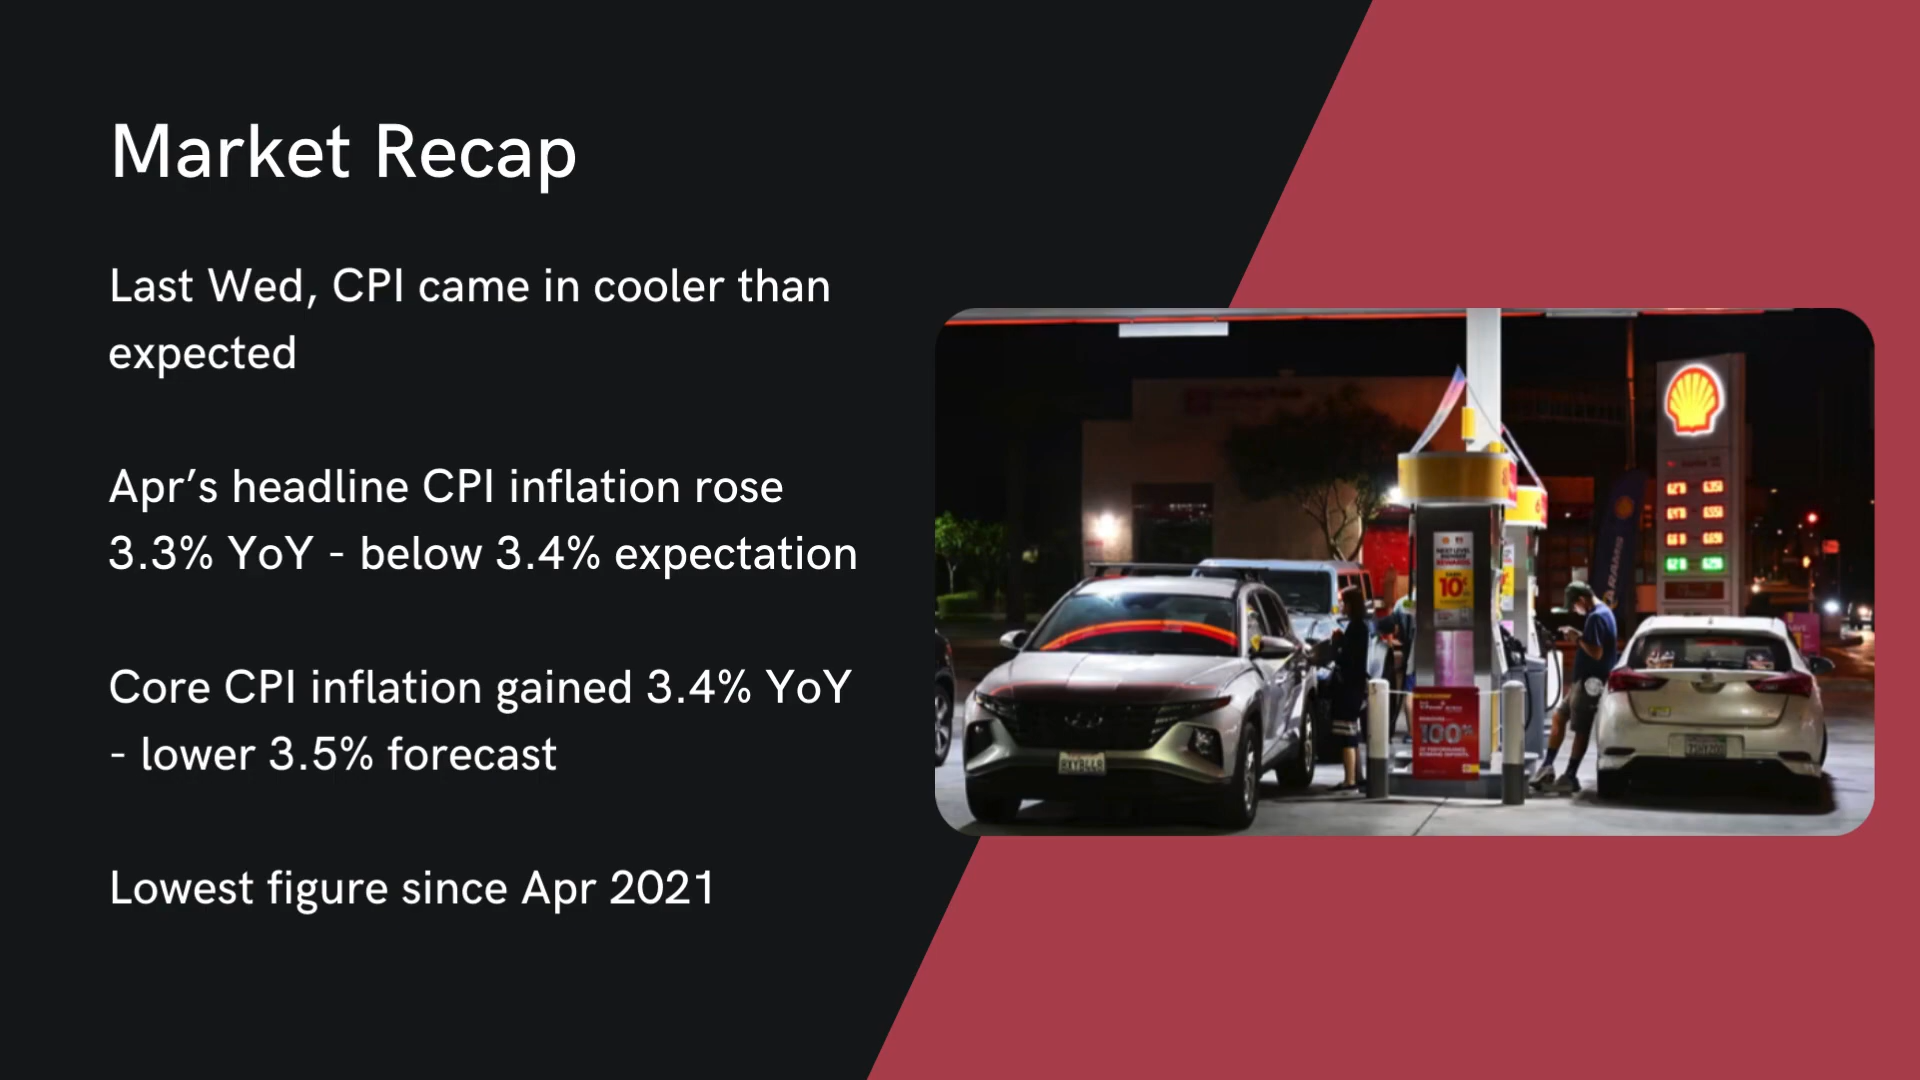 Market Recap
Last Wed, CPI came in cooler than
expected
Apr’s headline CPI inflation rose
3.3% YoY - below 3.4% expectation
Core CPI inflation gained 3.4% YoY
- lower 3.5% forecast
Lowest figure since Apr 2021
10¢
100%